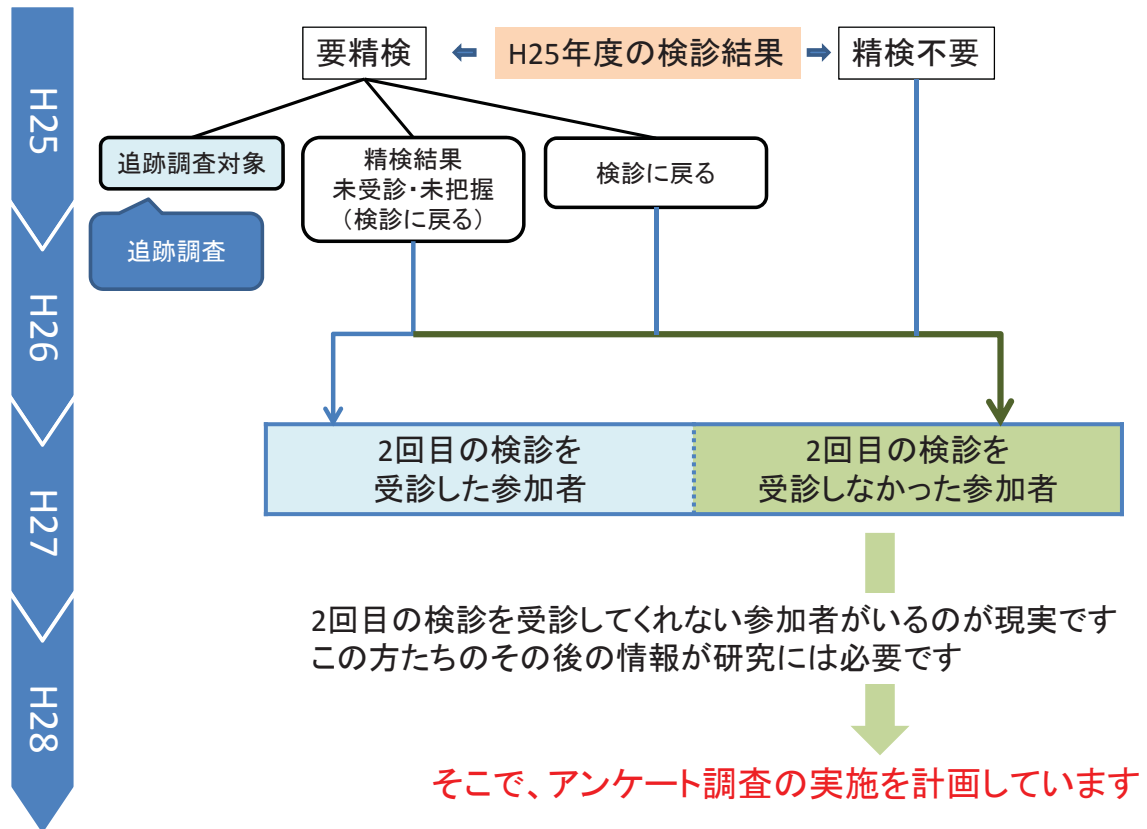 H25
H26
H27
H28
要精検
H25年度の検診結果
精検不要
追跡調査対象
追跡調査
精検結果
未受診・未把握
（検診に戻る）
検診に戻る
2回目の検診を
受診した参加者
2回目の検診を
受診しなかった参加者
2回目の検診を受診してくれない参加者がいるのが現実です
この方たちのその後の情報が研究には必要です
そこで、アンケート調査の実施を計画しています